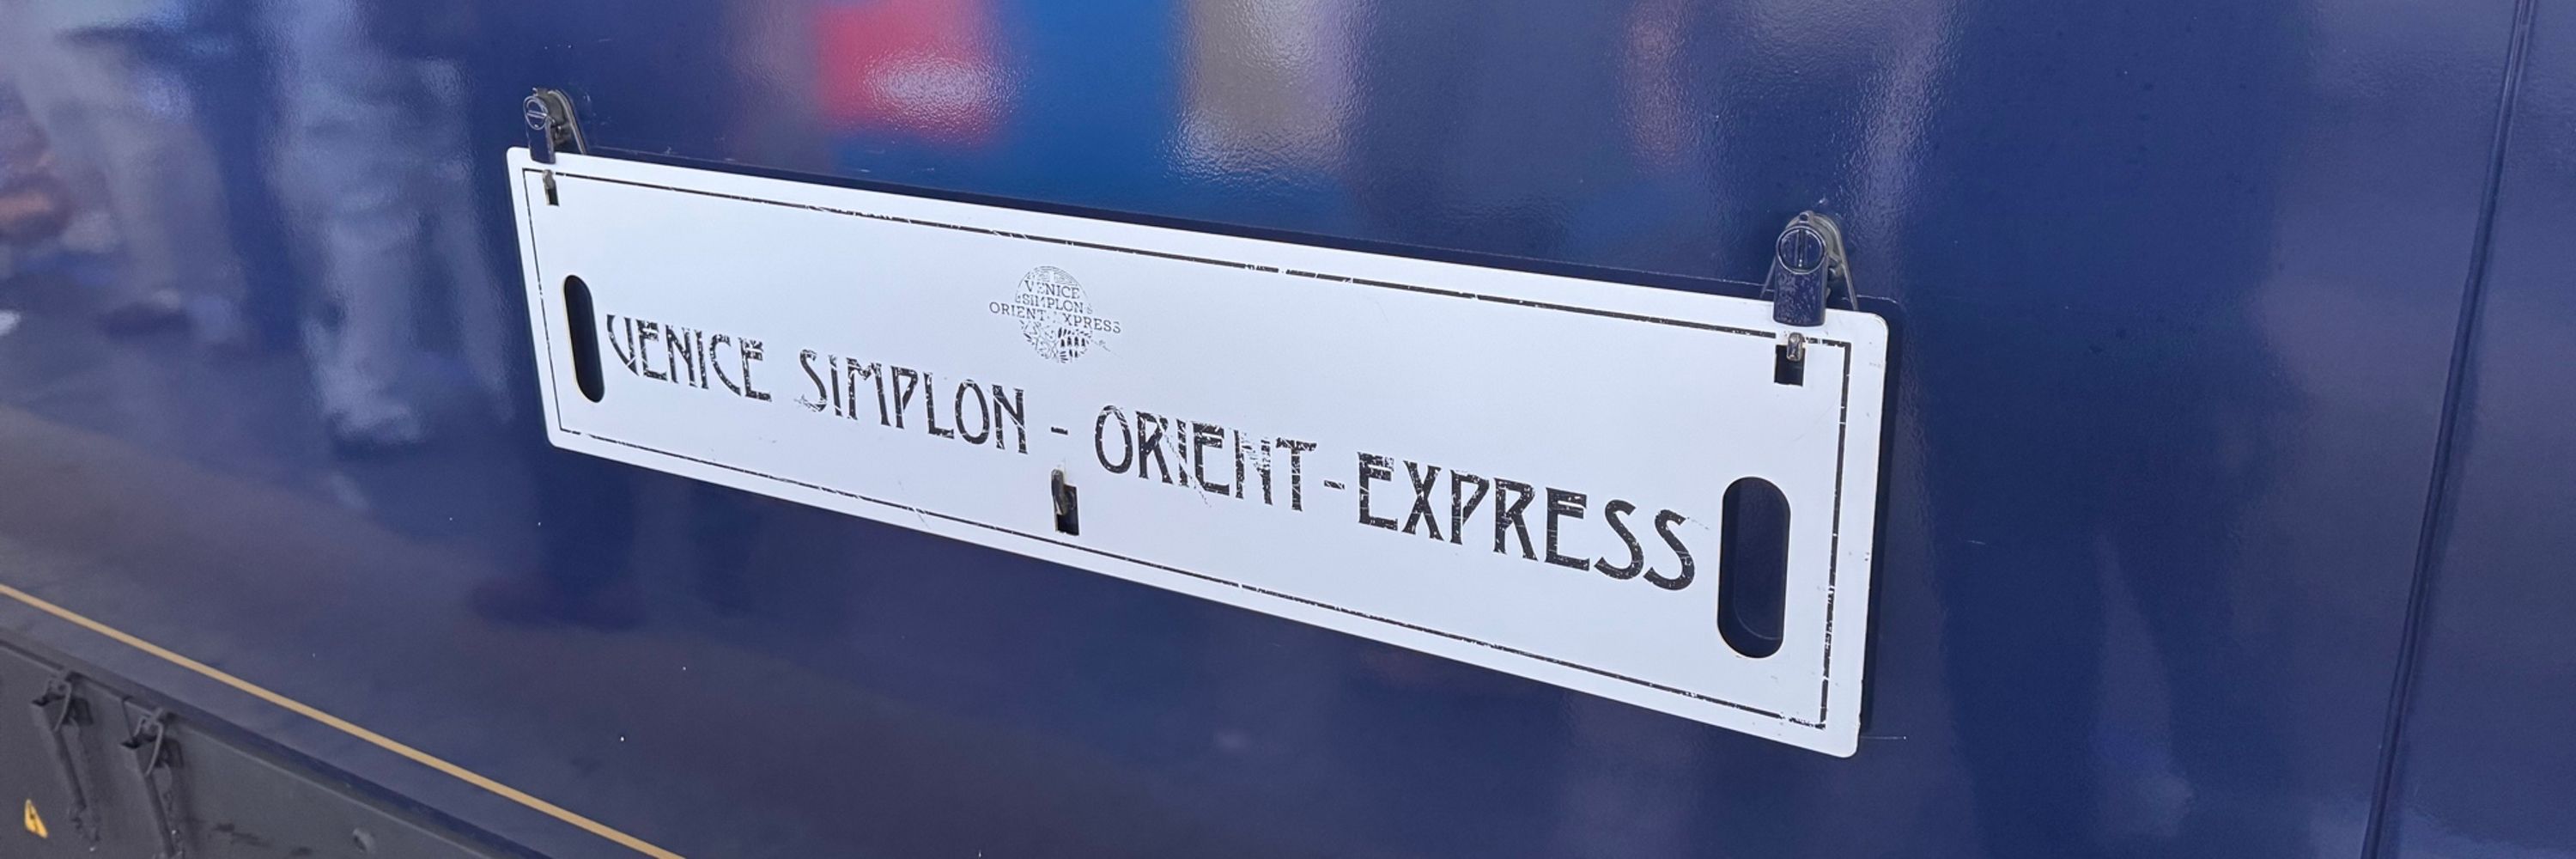 VENICE
SIMPLON
ORIENT EXPRESS
VENICE SIMPLON - ORIENT-EXPRESS